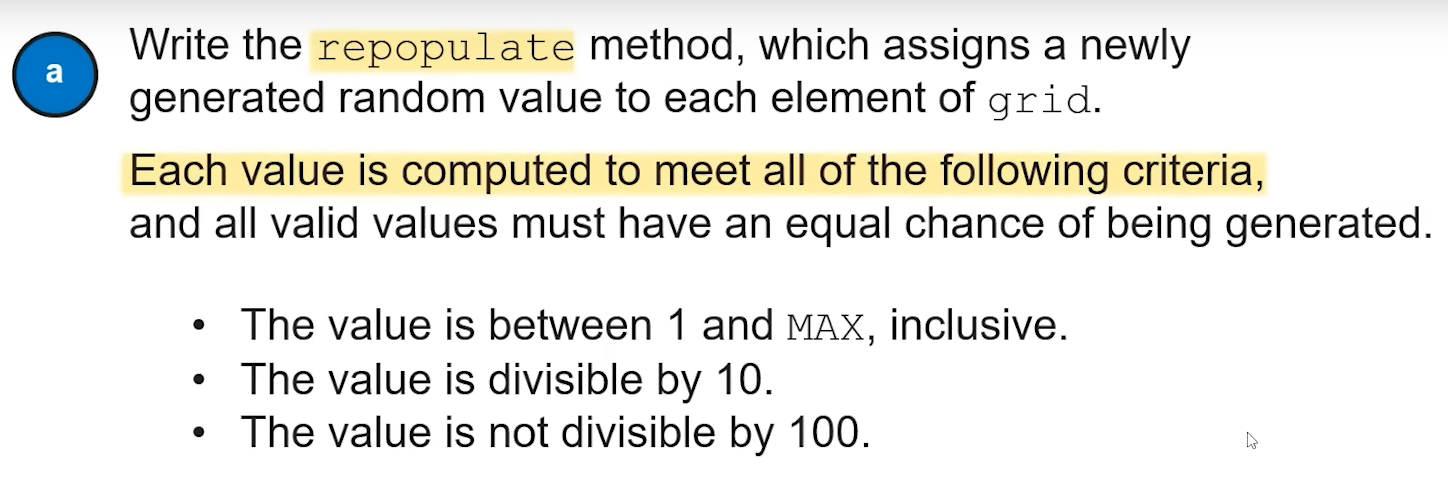 a
Write the repopulate method, which assigns a newly
generated random value to each element of grid.
Each value is computed to meet all of the following criteria,
and all valid values must have an equal chance of being generated.
• The value is between 1 and MAX, inclusive.
• The value is divisible by 10.
• The value is not divisible by 100.